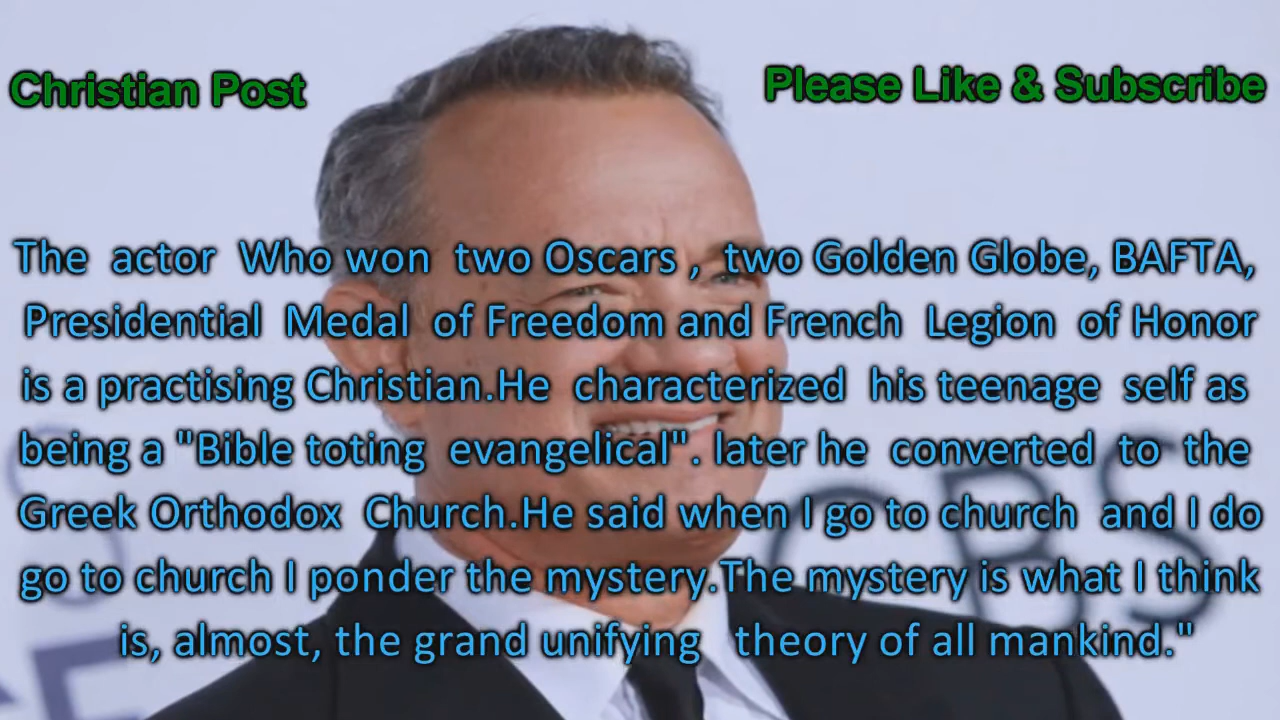 Christian Post
Please Like & Subscribe
The actor Who won two Oscars , two Golden Globe, BAFTA,
Presidential Medal of Freedom and French Legion of Honor
is a practising Christian.He characterized his teenage self as
being a "Bible toting evangelical". later he converted to the
Greek Orthodox Church.He said when I go to church and I do
go to church I ponder the mystery.The mystery is what I think
is, almost, the grand unifying theory of all mankind."
CBS